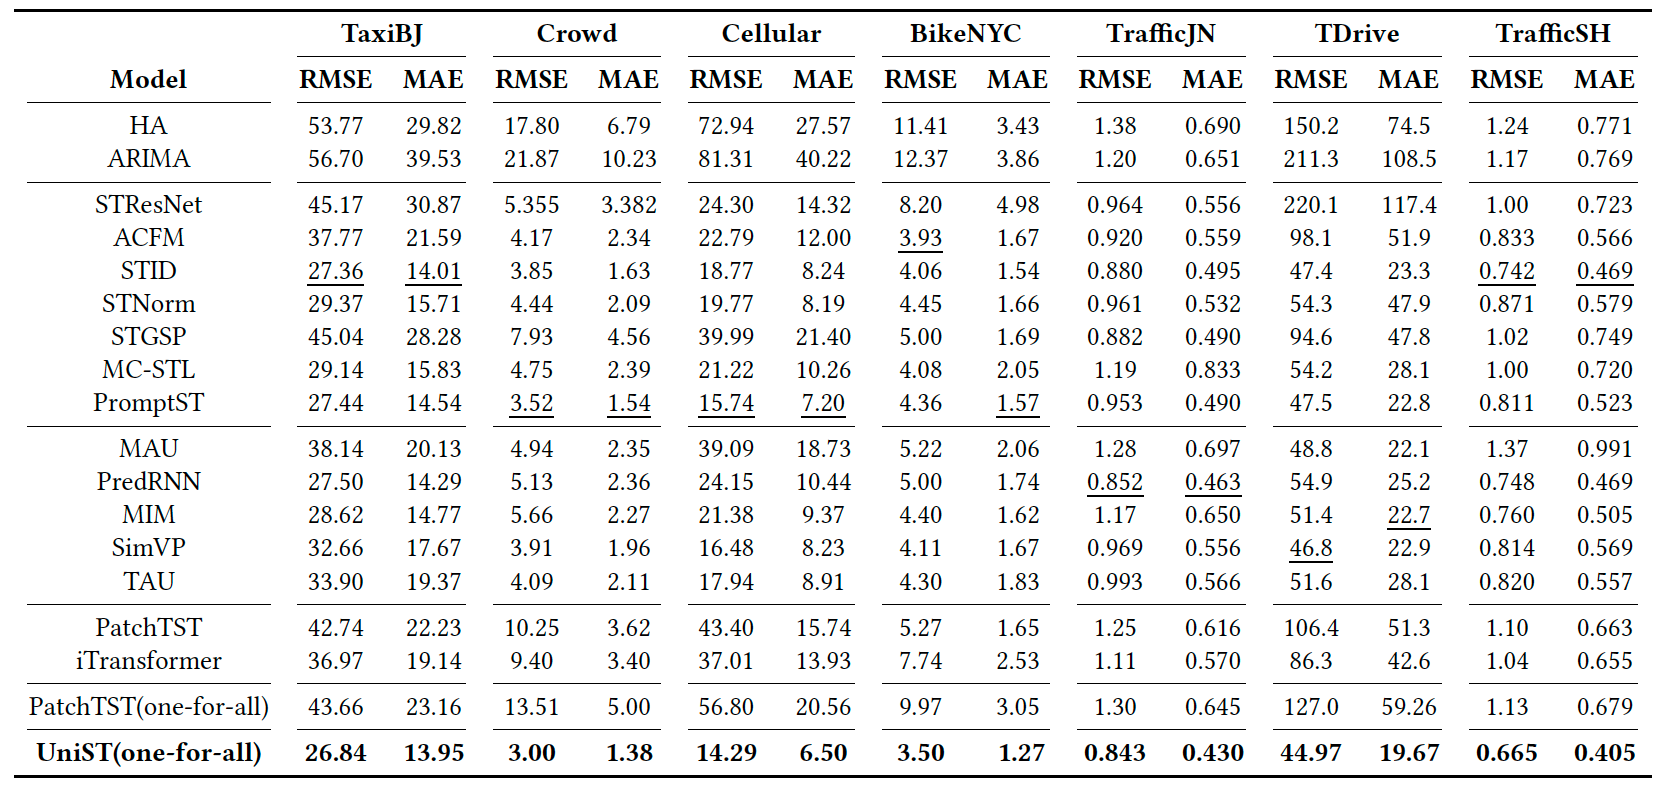 TaxiBJ Crowd Cellular BikeNYC TrafficJN TDrive TrafficSH
Model RMSE MAE RMSE MAE RMSE MAE RMSE MAE RMSE MAE RMSE MAE RMSE MAE
HA 53.77 29.82 17.80 6.79 72.94 27.57 11.41 3.43 1.38 0.690 150.2 74.5 1.24 0.771
ARIMA 56.70 39.53 21.87 10.23 81.31 40.22 12.37 3.86 1.20 0.651 211.3 108.5 1.17 0.769
STResNet 45.17 30.87 5.355 3.382 24.30 14.32 8.20 4.98 0.964 0.556 220.1 117.4 1.00 0.723
ACFM 37.77 21.59 4.17 2.34 22.79 12.00 3.93 1.67 0.920 0.559 98.1 51.9 0.833 0.566
STID 27.36 14.01 3.85 1.63 18.77 8.24 4.06 1.54 0.880 0.495 47.4 23.3 0.742 0.469
STNorm 29.37 15.71 4.44 2.09 19.77 8.19 4.45 1.66 0.961 0.532 54.3 47.9 0.871 0.579
STGSP 45.04 28.28 7.93 4.56 39.99 21.40 5.00 1.69 0.882 0.490 94.6 47.8 1.02 0.749
MC-STL 29.14 15.83 4.75 2.39 21.22 10.26 4.08 2.05 1.19 0.833 54.2 28.1 1.00 0.720
PromptST 27.44 14.54 3.52 1.54 15.74 7.20 4.36 1.57 0.953 0.490 47.5 22.8 0.811 0.523
MAU 38.14 20.13 4.94 2.35 39.09 18.73 5.22 2.06 1.28 0.697 48.8 22.1 1.37 0.991
PredRNN 27.50 14.29 5.13 2.36 24.15 10.44 5.00 1.74 0.852 0.463 54.9 25.2 0.748 0.469
MIM 28.62 14.77 5.66 2.27 21.38 9.37 4.40 1.62 1.17 0.650 51.4 22.7 0.760 0.505
SimVP 32.66 17.67 3.91 1.96 16.48 8.23 4.11 1.67 0.969 0.556 46.8 22.9 0.814 0.569
TAU 33.90 19.37 4.09 2.11 17.94 8.91 4.30 1.83 0.993 0.566 51.6 28.1 0.820 0.557
PatchTST 42.74 22.23 10.25 3.62 43.40 15.74 5.27 1.65 1.25 0.616 106.4 51.3 1.10 0.663
iTransformer 36.97 19.14 9.40 3.40 37.01 13.93 7.74 2.53 1.11 0.570 86.3 42.6 1.04 0.655
PatchTST(one-for-all) 43.66 23.16 13.51 5.00 56.80 20.56 9.97 3.05 1.30 0.645 127.0 59.26 1.13 0.679
UniST(one-for-all) 26.84 13.95 3.00 1.38 14.29 6.50 3.50 1.27 0.843 0.430 44.97 19.67 0.665 0.405